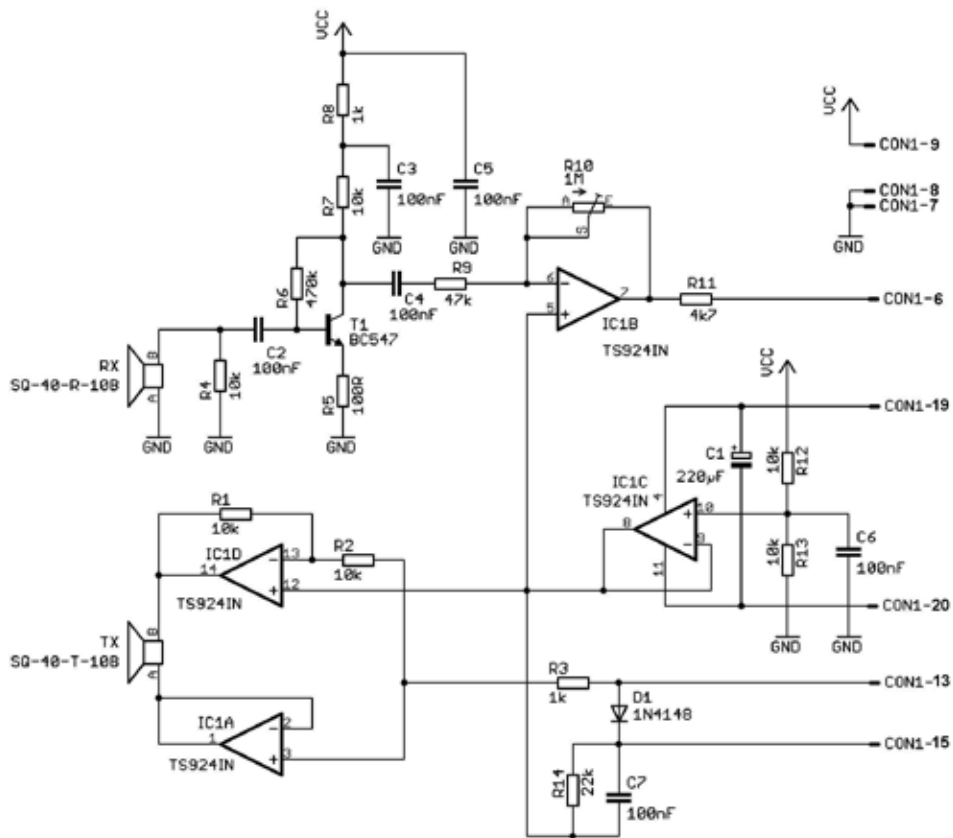 VCC
R8
1k
C3
100nF
C5
100nF
R7
10k
GND
GND
R6
470k
C4
100nF
R9
47k
R10
1M
A
E
S
6
5
7
-
+
IC1B
TS924IN
R11
4k7
CON1-6
VCC
CON1-9
CON1-8
CON1-7
GND
RX
SQ-40-R-10B
B
A
R4
10k
C2
100nF
T1
BC547
R5
100R
GND
GND
GND
VCC
CON1-19
C1
+
220µF
10k
R12
IC1C
TS924IN
4
8
10
9
11
+
-
10k
R13
C6
100nF
CON1-20
GND
GND
R1
10k
IC1D
14
13
12
-
+
TS924IN
R2
10k
TX
SQ-40-T-10B
B
A
IC1A
1
2
3
-
+
TS924IN
R3
1k
CON1-13
D1
1N4148
CON1-15
R14
22k
C7
100nF